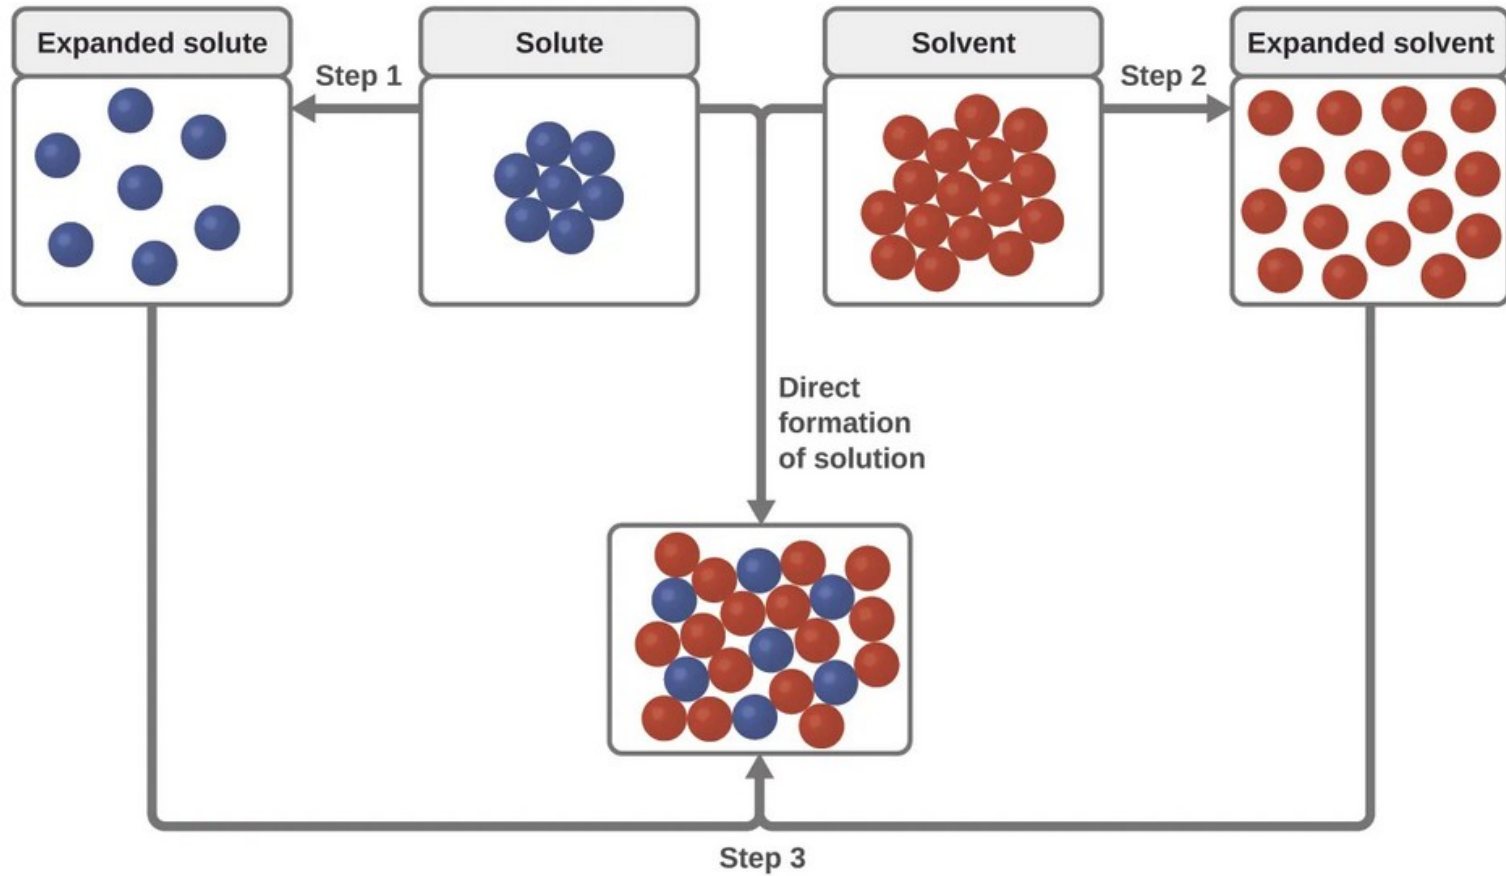 Expanded solute
Solute
Solvent
Expanded solvent
Step 1
Step 2
Direct
formation
of solution
Step 3